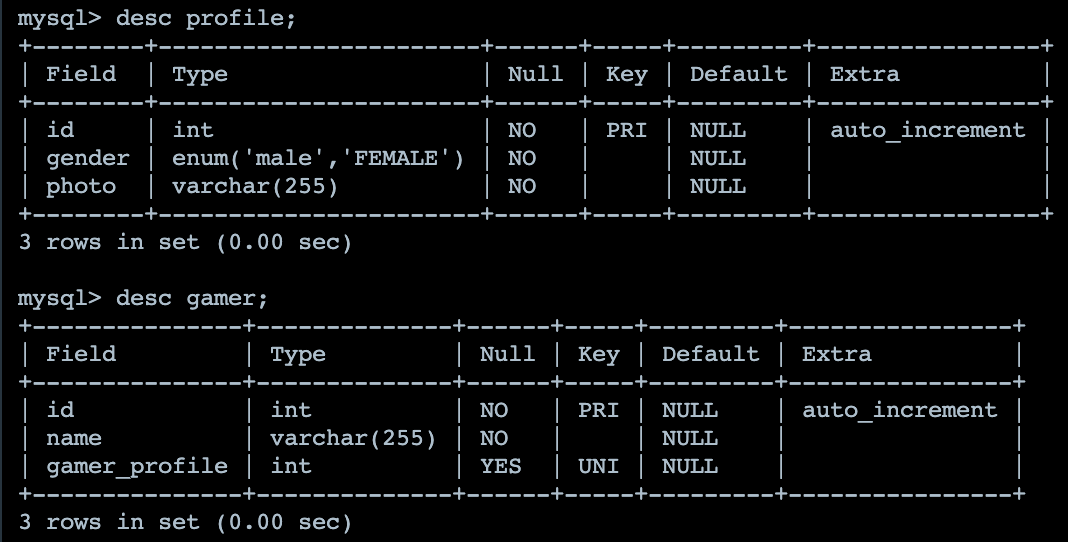 mysql> desc profile;
+--------+-----------------------+------+-----+---------+----------------+
| Field  | Type                  | Null | Key | Default | Extra          |
+--------+-----------------------+------+-----+---------+----------------+
| id     | int                   | NO   | PRI | NULL    | auto_increment |
| gender | enum('male','FEMALE') | NO   |     | NULL    |                |
| photo  | varchar(255)          | NO   |     | NULL    |                |
+--------+-----------------------+------+-----+---------+----------------+
3 rows in set (0.00 sec)

mysql> desc gamer;
+---------------+--------------+------+-----+---------+----------------+
| Field         | Type         | Null | Key | Default | Extra          |
+---------------+--------------+------+-----+---------+----------------+
| id            | int          | NO   | PRI | NULL    | auto_increment |
| name          | varchar(255) | NO   |     | NULL    |                |
| gamer_profile | int          | YES  | UNI | NULL    |                |
+---------------+--------------+------+-----+---------+----------------+
3 rows in set (0.00 sec)